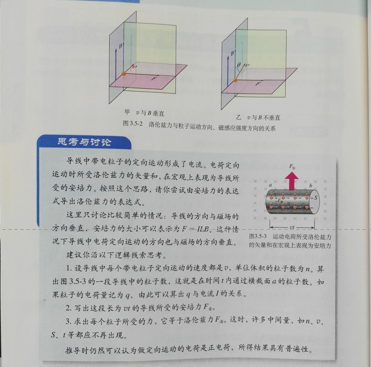 甲 v与B垂直
乙 v与B不垂直
图3.5-2 洛伦兹力与粒子运动方向、磁感应强度方向的关系
思考与讨论
导线中带电粒子的定向运动形成了电流。电荷定向
运动时所受洛伦兹力的矢量和，在宏观上表现为导线所
受的安培力。按照这个思路，请你尝试由安培力的表达
式导出洛伦兹力的表达式。
这里只讨论比较简单的情况：导线的方向与磁场的
方向垂直，安培力的大小可以表示为F=ILB。这种情
况下导线中电荷定向运动的方向也与磁场的方向垂直。
建议你沿以下逻辑线索思考。
F安
图3.5-3 运动电荷所受洛伦兹力
的矢量和在宏观上表现为安培力
1. 设导线中每个带电粒子定向运动的速度都是v，单位体积的粒子数为n。算
出图3.5-3的一段导线中的粒子数，这就是在时间t内通过横截面a的粒子数。如
果粒子的电荷量记为q，由此可以算出q与电流I的关系。
2. 写出这段长为vt的导线所受的安培力F安。
3. 求出每个粒子所受的力，它等于洛伦兹力F洛。这时，许多中间量，如n、v、
S、t等都应不再出现。
推导时仍然可以认为做定向运动的电荷是正电荷，所得结果具有普遍性。